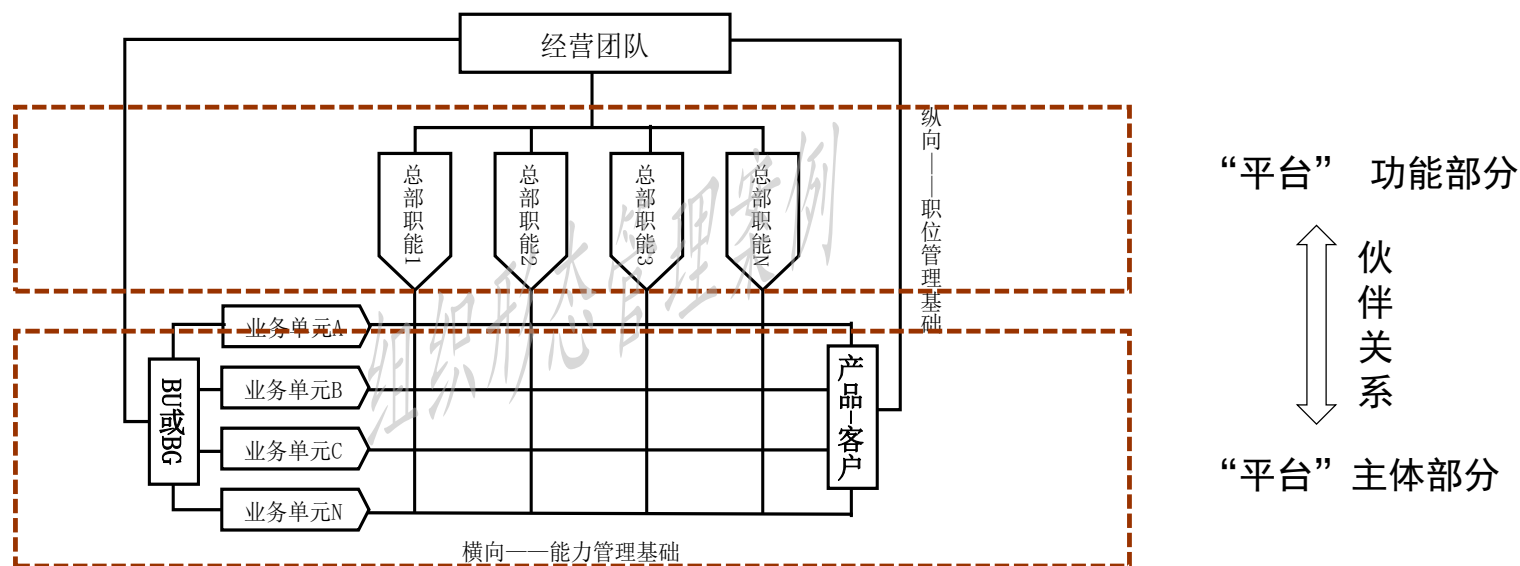 经营团队
纵向——职位管理基础
总部职能1
总部职能2
总部职能3
总部职能N
“平台” 功能部分
伙伴关系
“平台”主体部分
组织形态管理案例
业务单元A
业务单元B
业务单元C
业务单元N
BU或BG
产品-客户
横向——能力管理基础